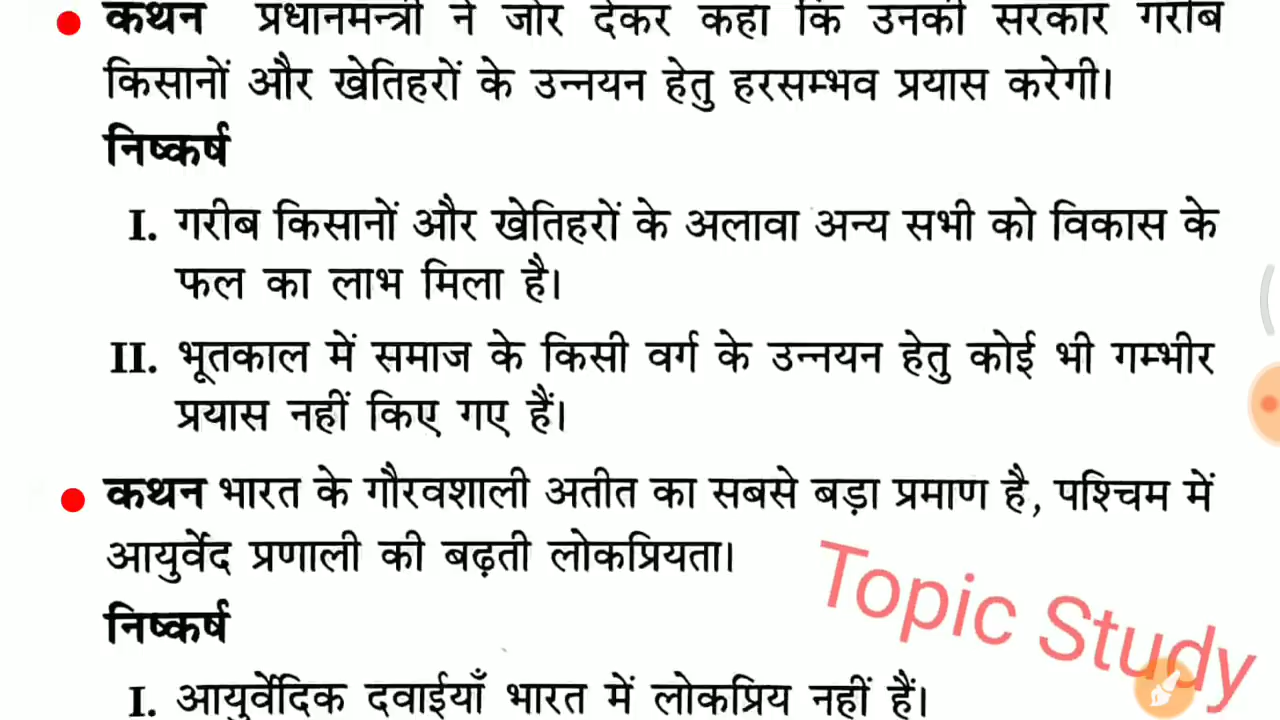 कथन प्रधानमन्त्री ने जोर देकर कहा कि उनकी सरकार गरीब
किसानों और खेतिहरों के उन्नयन हेतु हरसम्भव प्रयास करेगी।
निष्कर्ष
I. गरीब किसानों और खेतिहरों के अलावा अन्य सभी को विकास के
फल का लाभ मिला है।
II. भूतकाल में समाज के किसी वर्ग के उन्नयन हेतु कोई भी गम्भीर
प्रयास नहीं किए गए हैं।
कथन भारत के गौरवशाली अतीत का सबसे बड़ा प्रमाण है, पश्चिम में
आयुर्वेद प्रणाली की बढ़ती लोकप्रियता।
Topic Study
निष्कर्ष
I. आयुर्वेदिक दवाईयाँ भारत में लोकप्रिय नहीं हैं।